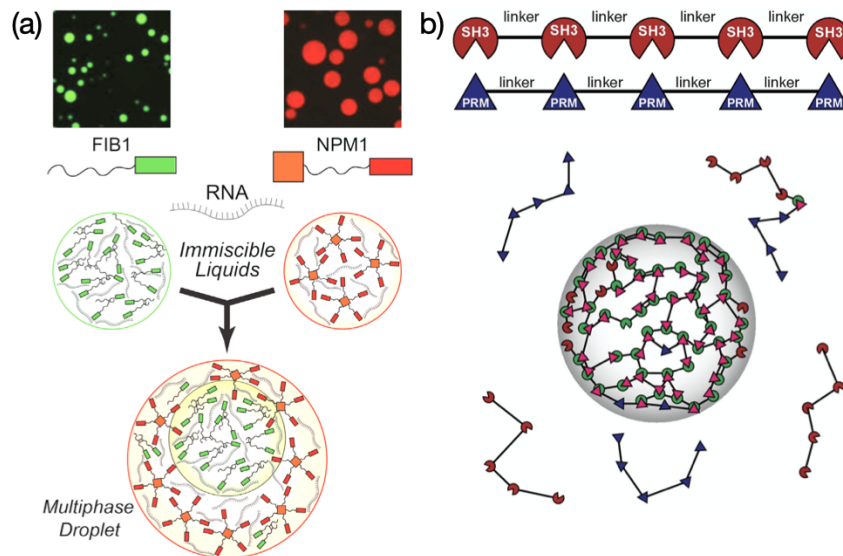 (a)
FIB1
NPM1
RNA
Immiscible
Liquids
Multiphase
Droplet
b)
linker linker linker linker
SH3 SH3 SH3 SH3 SH3
linker linker linker linker
PRM PRM PRM PRM PRM